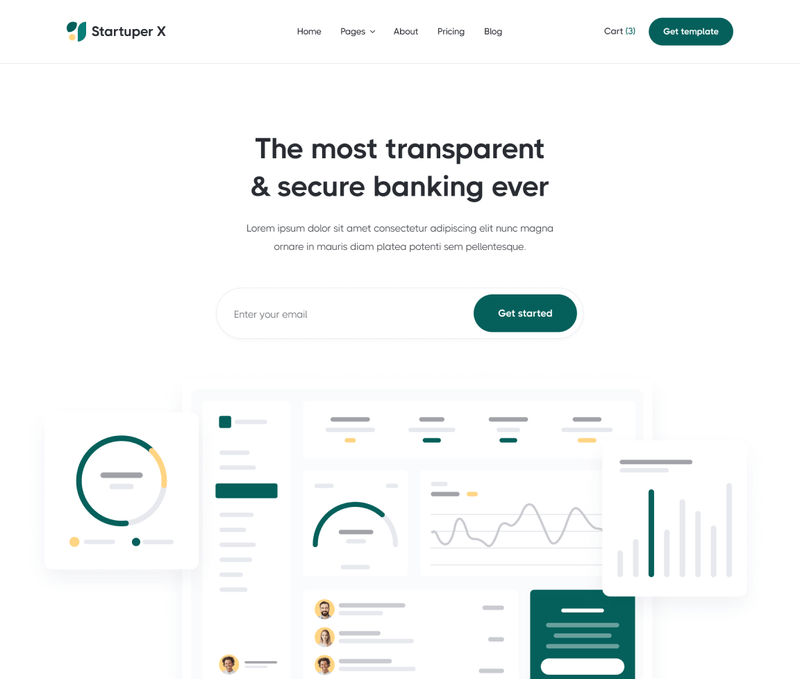 Startuper X
Home Pages About Pricing Blog
Cart (3)
Get template
The most transparent
& secure banking ever
Lorem ipsum dolor sit amet consectetur adipiscing elit nunc magna
ornare in mauris diam platea potenti sem pellentesque.
Enter your email
Get started